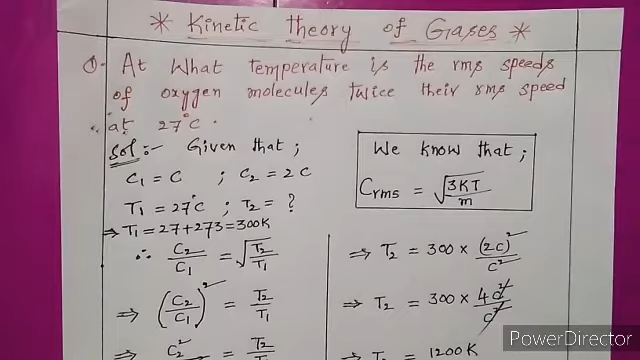 * Kinetic theory of Gases *
Q- At What temperature is the rms speeds
of oxygen molecules twice their rms speed
at 27°C.
Sol:- Given that;
C₁ = C ; C₂ = 2C
T₁ = 27°C ; T₂ = ?
⇒ T₁ = 27+273 = 300K
∴ C₂/C₁ = √(T₂/T₁)
⇒ (C₂/C₁)² = T₂/T₁
⇒ C₂²  = T₂
We know that;
Crms = √(3KT/m)
⇒ T₂ = 300 × (2C)²/C²
⇒ T₂ = 300 × 4C²/C²
⇒ T₂ = 1200K
PowerDirector